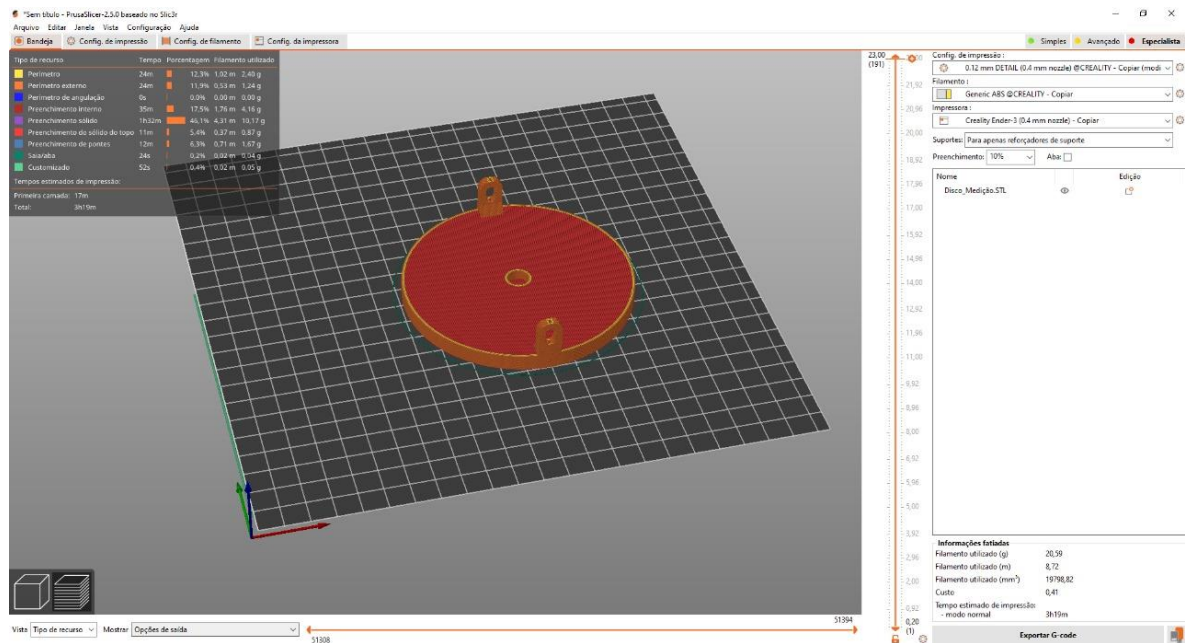 *Sem título - PrusaSlicer-2.5.0 baseado no Slic3r
Arquivo Editar Janela Vista Configuração Ajuda
Bandeja Config. de impressão Config. de filamento Config. da impressora Simples Avançado Especialista
Tipo de recurso Tempo Porcentagem Filamento utilizado
Perímetro 24m 12,3% 1,02 m 2,40 g
Perímetro externo 24m 11,9% 0,53 m 1,24 g
Perímetro de angulação 0s 0,0% 0,00 m 0,00 g
Preenchimento interno 35m 17,5% 1,76 m 4,16 g
Preenchimento sólido 1h32m 46,1% 4,31 m 10,17 g
Preenchimento de sólido do topo 11m 5,4% 0,37 m 0,87 g
Preenchimento de pontes 12m 6,3% 0,71 m 1,67 g
Saia/aba 24s 0,2% 0,02 m 0,04 g
Customizado 52s 0,4% 0,02 m 0,05 g
Tempos estimados de impressão:
Primeira camada: 17m
Total: 3h19m
23,00
(191)
21,92
20,96
20,00
18,92
17,96
17,00
15,92
14,96
14,00
12,92
11,96
11,00
9,92
8,96
8,00
6,92
5,96
5,00
3,92
2,96
2,00
0,92
0,20
(1)
Config. de impressão :
0.12 mm DETAIL (0.4 mm nozzle) @CREALITY - Copiar (modi
Filamento :
Generic ABS @CREALITY - Copiar
Impressora :
Creality Ender-3 (0.4 mm nozzle) - Copiar
Suportes: Para apenas reforçadores de suporte
Preenchimento: 10% Aba:
Nome Edição
Disco_Medição.STL
Informações fatiadas
Filamento utilizado (g) 20,59
Filamento utilizado (m) 8,72
Filamento utilizado (mm³) 19798,82
Custo 0,41
Tempo estimado de impressão:
- modo normal 3h19m
Exportar G-code
Vista Tipo de recurso Mostrar Opções de saída
51394
51308